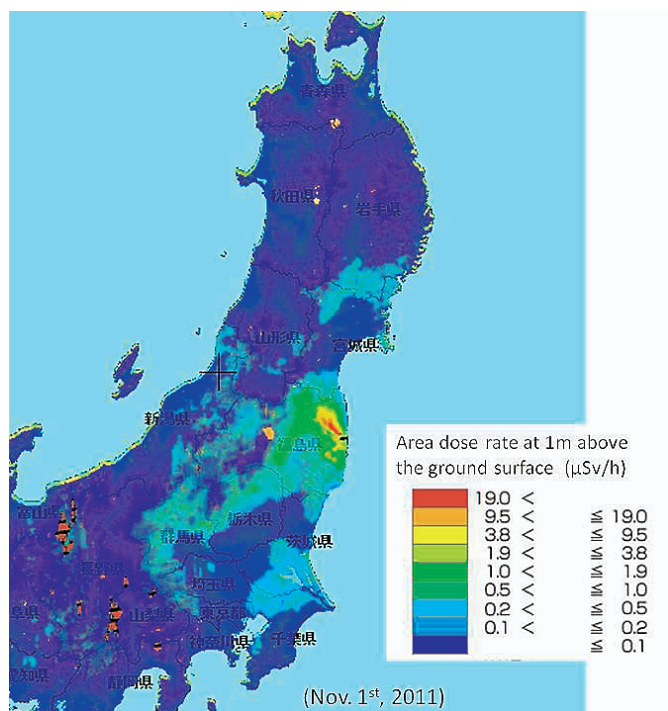 青森県
秋田県
岩手県
山形県
宮城県
新潟県
福島県
富山県
栃木県
群馬県
茨城県
長野県
埼玉県
山梨県
東京都
神奈川県
千葉県
静岡県
Area dose rate at 1m above
the ground surface (μSv/h)
19.0 <
9.5 < ≦ 19.0
3.8 < ≦ 9.5
1.9 < ≦ 3.8
1.0 < ≦ 1.9
0.5 < ≦ 1.0
0.2 < ≦ 0.5
0.1 < ≦ 0.2
≦ 0.1
(Nov. 1st, 2011)